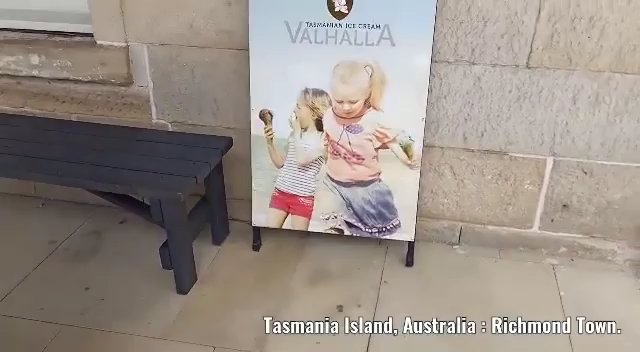 TASMANIAN ICE CREAM
VALHALLA
Tasmania Island, Australia : Richmond Town.